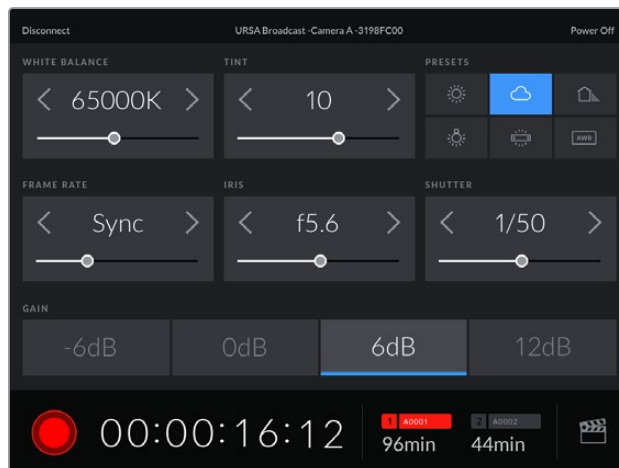 Disconnect URSA Broadcast -Camera A -3198FC00 Power Off
WHITE BALANCE TINT PRESETS
65000K 10
AWB
FRAME RATE IRIS SHUTTER
Sync f5.6 1/50
GAIN
-6dB 0dB 6dB 12dB
1 A0001 2 A0002
00:00:16:12 96min 44min